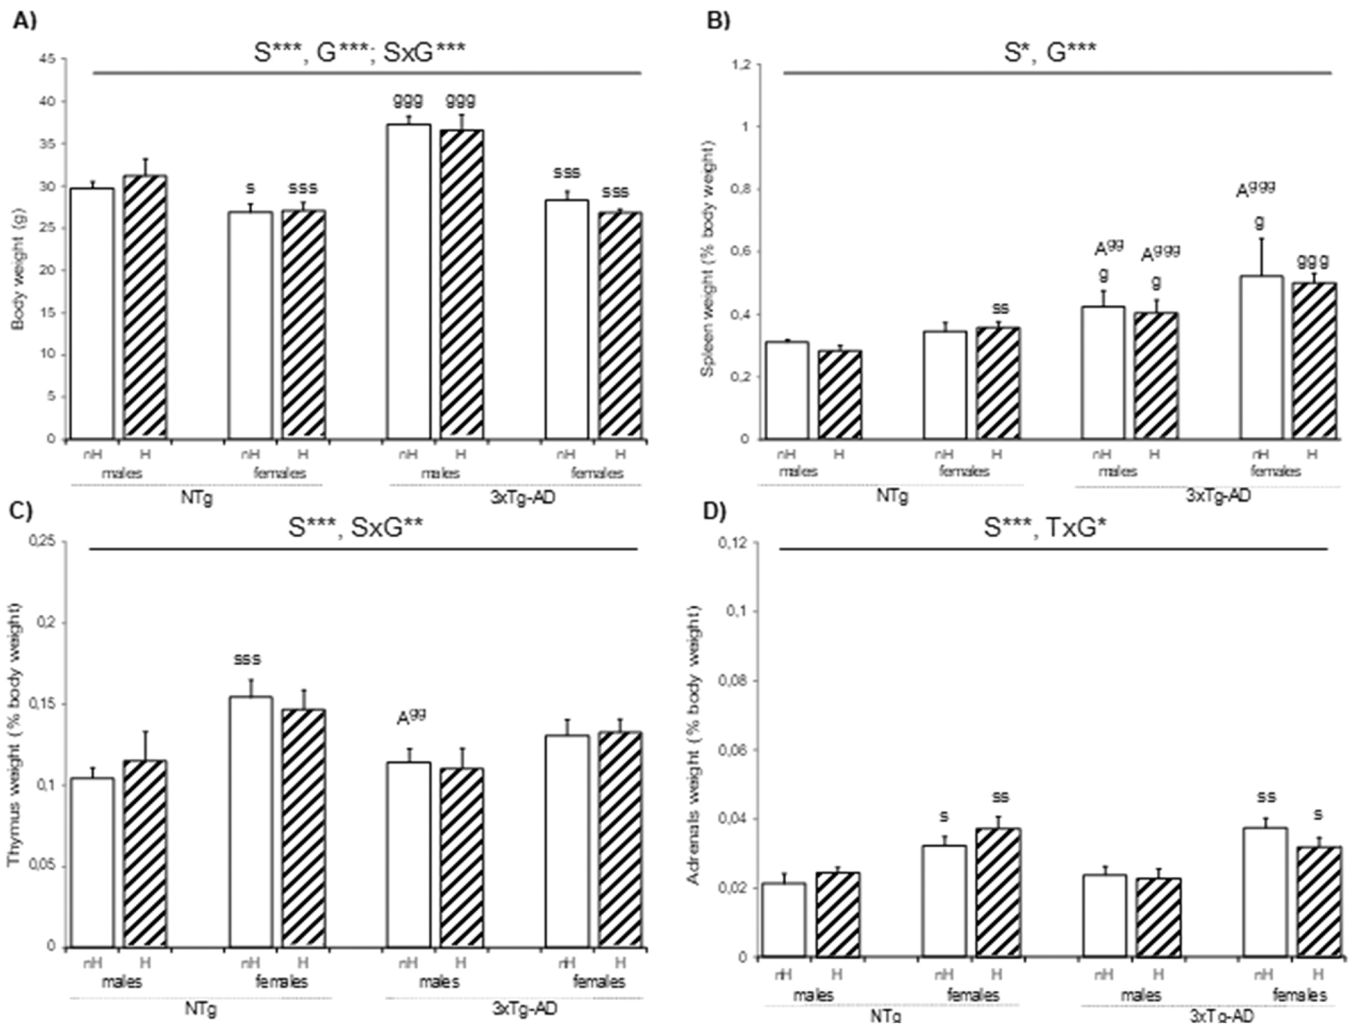 A)
S***, G***; SxG***
Body weight (g)
45
40
35
30
25
20
15
10
5
0
s
sss
ggg
ggg
sss
sss
nH H nH H nH H nH H
males females males females
NTg 3xTg-AD
B)
S*, G***
Spleen weight (% body weight)
1,2
1
0,8
0,6
0,4
0,2
0
ss
Agg
g
Aggg
g
Aggg
g
ggg
nH H nH H nH H nH H
males females males females
NTg 3xTg-AD
C)
S***, SxG**
Thymus weight (% body weight)
0,25
0,2
0,15
0,1
0,05
0
sss
Agg
nH H nH H nH H nH H
males females males females
NTg 3xTg-AD
D)
S***, TxG*
Adrenals weight (% body weight)
0,12
0,1
0,08
0,06
0,04
0,02
0
s
ss
ss
s
nH H nH H nH H nH H
males females males females
NTg 3xTg-AD